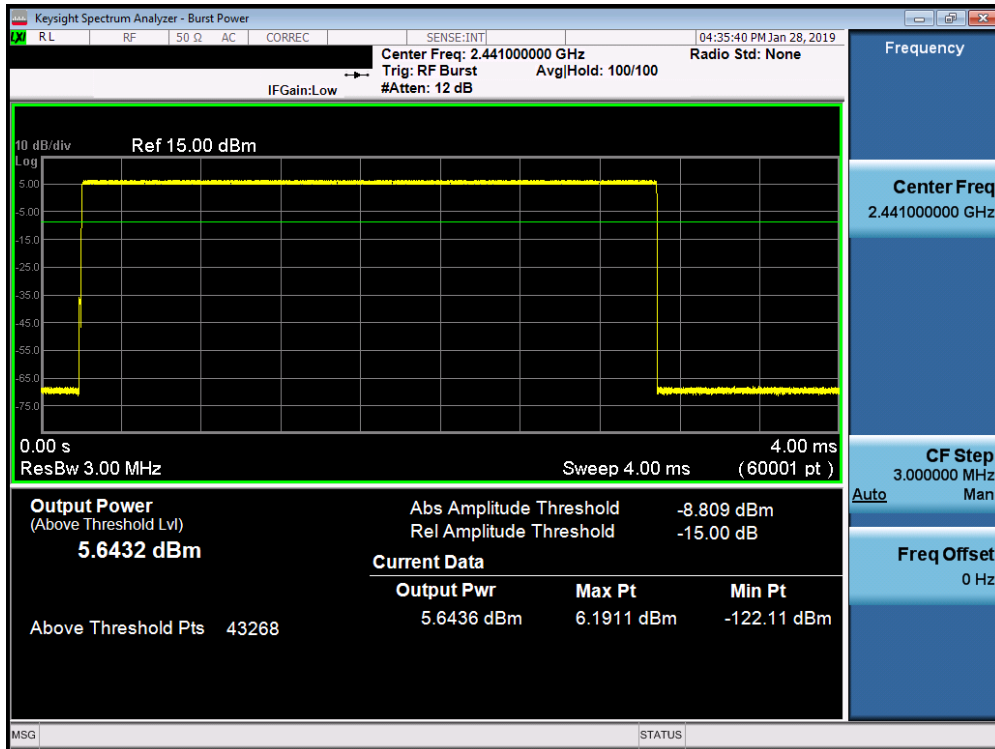 Keysight Spectrum Analyzer - Burst Power
LXI RL RF 50 Ω AC CORREC SENSE:INT 04:35:40 PM Jan 28, 2019
Center Freq: 2.441000000 GHz Radio Std: None
Trig: RF Burst Avg|Hold: 100/100
IFGain:Low #Atten: 12 dB
Frequency
10 dB/div Ref 15.00 dBm
Log
5.00
-5.00
-15.0
-25.0
-35.0
-45.0
-55.0
-65.0
-75.0
0.00 s 4.00 ms
ResBw 3.00 MHz Sweep 4.00 ms (60001 pt)
Center Freq
2.441000000 GHz
CF Step
3.000000 MHz
Auto Man
Freq Offset
0 Hz
Output Power
(Above Threshold Lvl)
5.6432 dBm
Above Threshold Pts 43268
Abs Amplitude Threshold -8.809 dBm
Rel Amplitude Threshold -15.00 dB
Current Data
Output Pwr Max Pt Min Pt
5.6436 dBm 6.1911 dBm -122.11 dBm
MSG STATUS